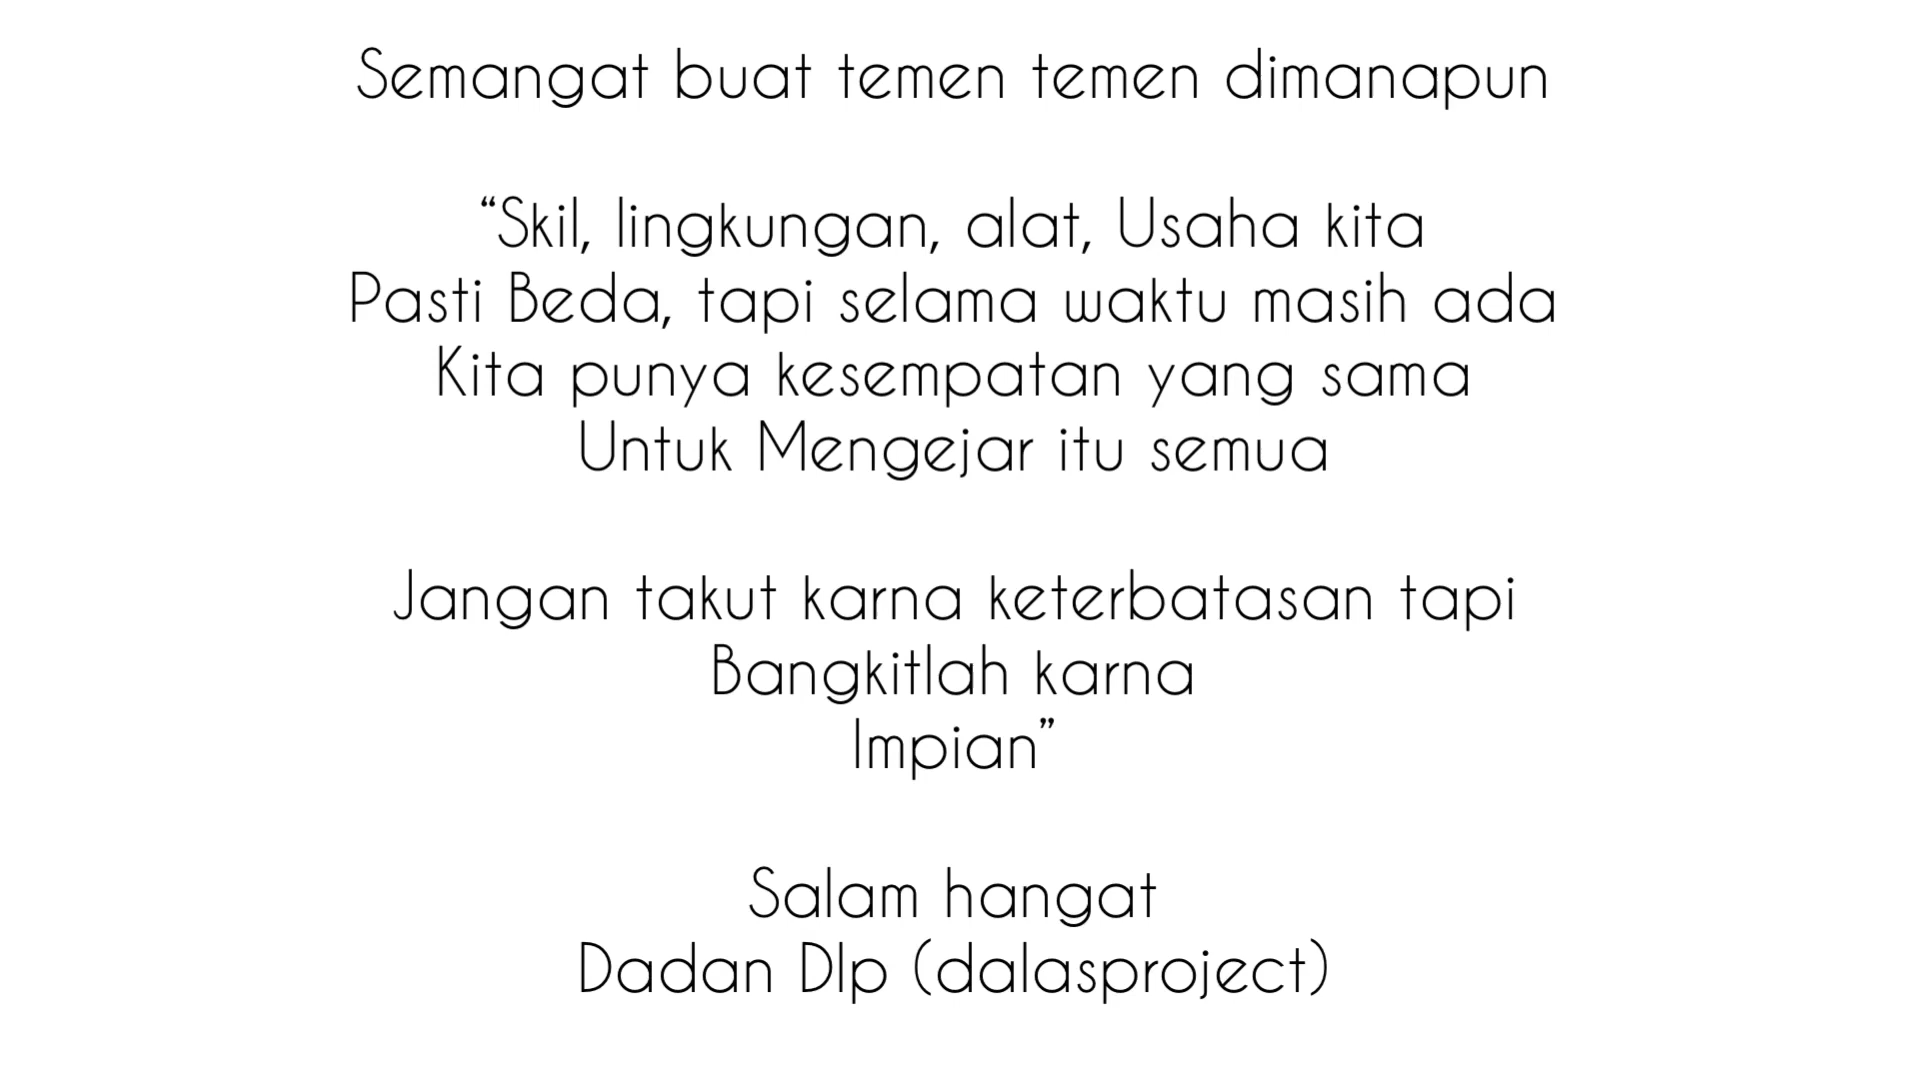 Semangat buat temen temen dimanapun
“Skil, lingkungan, alat, Usaha kita
Pasti Beda, tapi selama waktu masih ada
Kita punya kesempatan yang sama
Untuk Mengejar itu semua
Jangan takut karna keterbatasan tapi
Bangkitlah karna
Impian”
Salam hangat
Dadan Dlp (dalasproject)